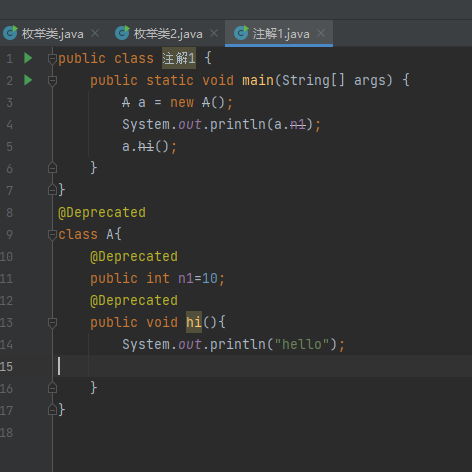 枚举类.java × 枚举类2.java × 注解1.java ×
1 public class 注解1 {
2 public static void main(String[] args) {
3 A a = new A();
4 System.out.println(a.n1);
5 a.hi();
6 }
7 }
8 @Deprecated
9 class A{
10 @Deprecated
11 public int n1=10;
12 @Deprecated
13 public void hi(){
14 System.out.println("hello");
15
16 }
17 }
18